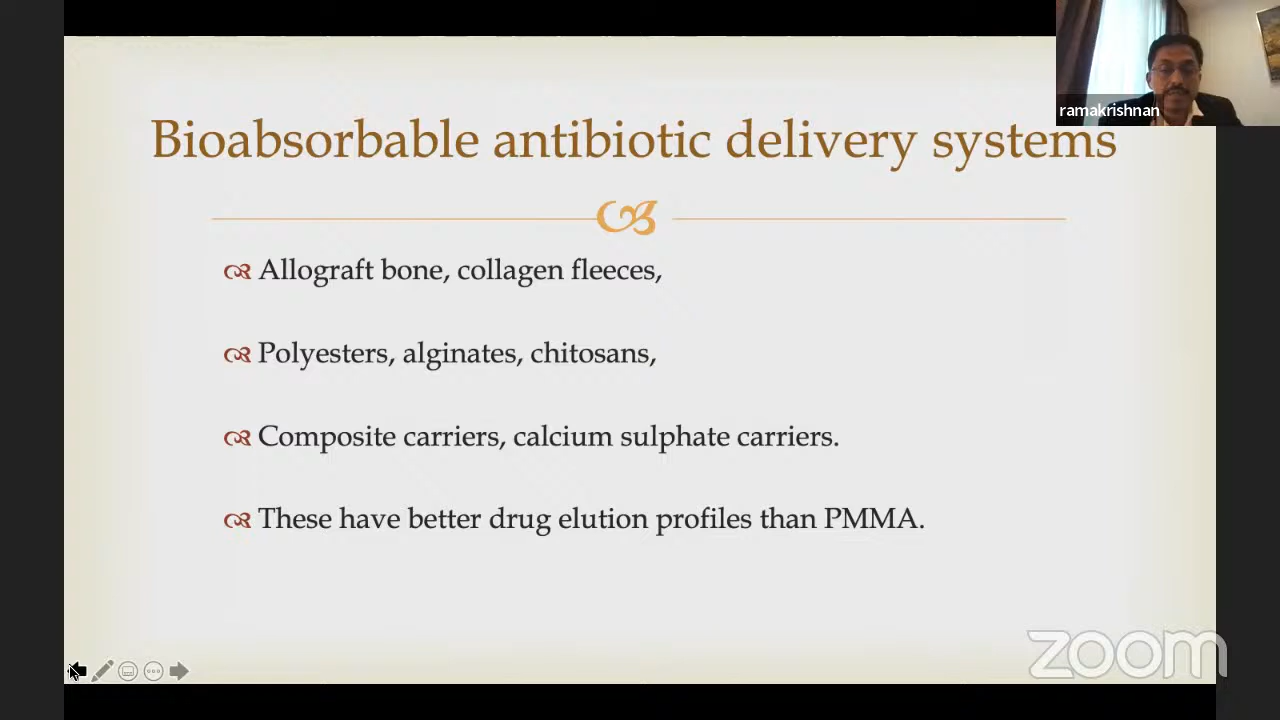 ramakrishnan
Bioabsorbable antibiotic delivery systems
Allograft bone, collagen fleeces,
Polyesters, alginates, chitosans,
Composite carriers, calcium sulphate carriers.
These have better drug elution profiles than PMMA.
zoom